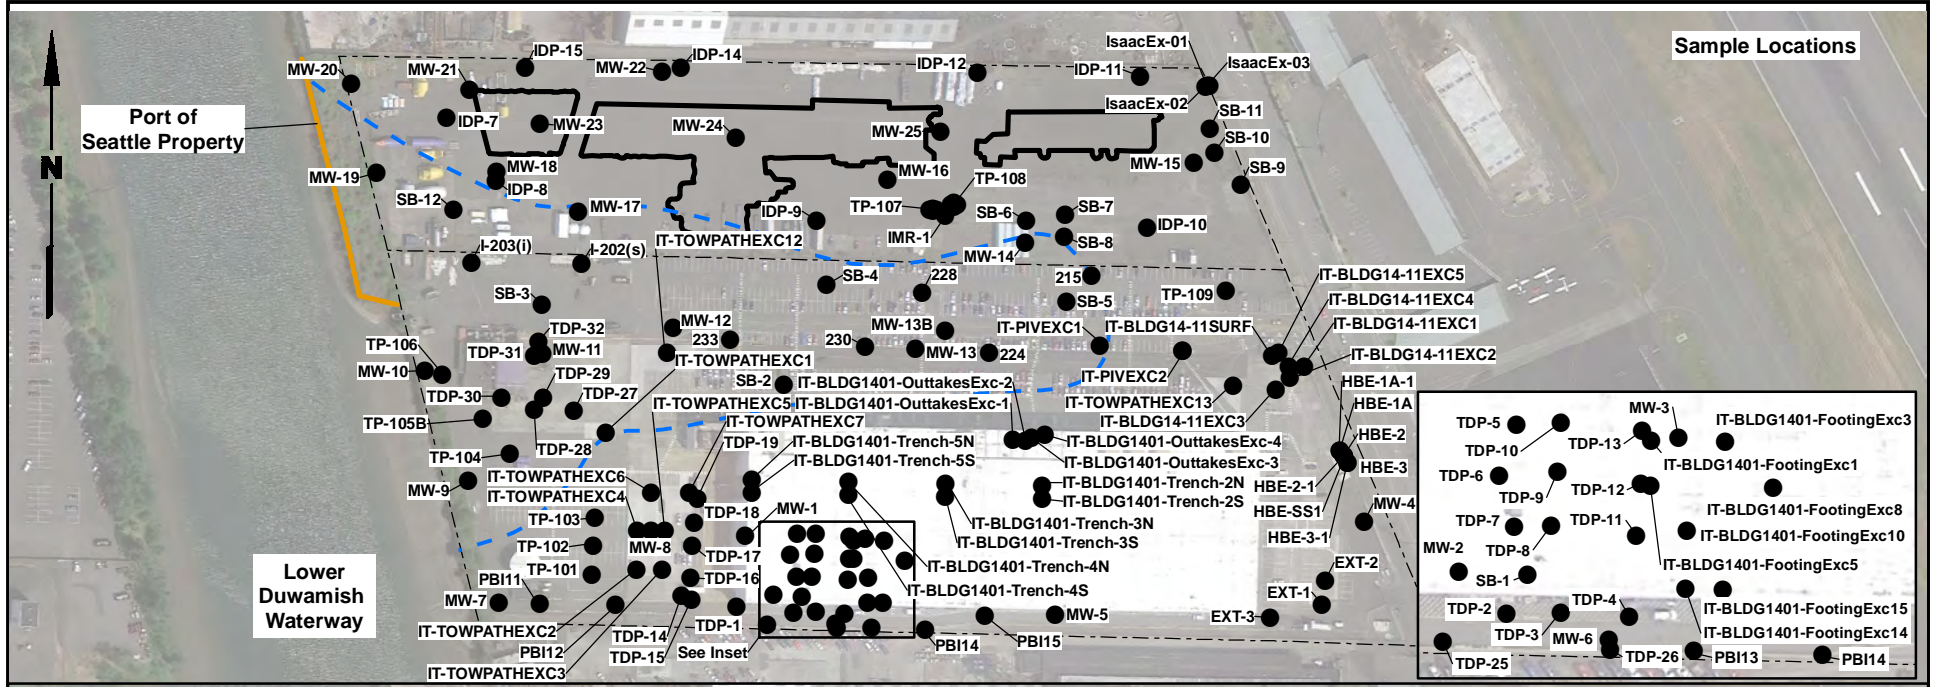 Sample Locations
IsaacEx-01
IDP-15
IDP-14
IsaacEx-03
MW-20
MW-21
MW-22
IDP-12
IDP-11
IsaacEx-02
Port of
Seattle Property
IDP-7
MW-23
MW-24
MW-25
SB-11
SB-10
N
MW-19
MW-18
IDP-8
MW-16
MW-15
SB-9
TP-108
SB-12
MW-17
IDP-9
TP-107
SB-6
SB-7
IDP-10
IMR-1
IT-TOWPATHEXC12
I-203(i)
I-202(s)
MW-14
SB-8
SB-4
228
215
IT-BLDG14-11EXC5
SB-3
SB-5
TP-109
IT-BLDG14-11EXC4
TDP-32
MW-12
MW-13B
IT-PIVEXC1
IT-BLDG14-11SURF
IT-BLDG14-11EXC1
TP-106
TDP-31
MW-11
233
230
MW-13
224
IT-BLDG14-11EXC2
MW-10
IT-TOWPATHEXC1
TDP-29
SB-2
IT-BLDG1401-OuttakesExc-2
IT-PIVEXC2
HBE-1A-1
TDP-30
TDP-27
IT-TOWPATHEXC5
IT-BLDG1401-OuttakesExc-1
IT-TOWPATHEXC13
HBE-1A
TP-105B
IT-TOWPATHEXC7
IT-BLDG14-11EXC3
TDP-28
TDP-19
IT-BLDG1401-Trench-5N
IT-BLDG1401-OuttakesExc-4
HBE-2
TP-104
IT-BLDG1401-Trench-5S
IT-BLDG1401-OuttakesExc-3
HBE-3
IT-TOWPATHEXC6
MW-9
IT-BLDG1401-Trench-2N
HBE-2-1
IT-TOWPATHEXC4
IT-BLDG1401-Trench-2S
MW-4
TP-103
TDP-18
MW-1
HBE-SS1
IT-BLDG1401-Trench-3N
TP-102
MW-8
TDP-17
IT-BLDG1401-Trench-3S
HBE-3-1
TP-101
TDP-16
IT-BLDG1401-Trench-4N
EXT-2
PBI11
IT-BLDG1401-Trench-4S
EXT-1
MW-7
MW-5
EXT-3
Lower
Duwamish
Waterway
IT-TOWPATHEXC2
TDP-14
TDP-1
PBI12
TDP-15
See Inset
PBI14
PBI15
IT-TOWPATHEXC3
MW-3
IT-BLDG1401-FootingExc3
TDP-5
TDP-10
TDP-13
IT-BLDG1401-FootingExc1
TDP-6
TDP-9
TDP-12
IT-BLDG1401-FootingExc8
TDP-7
TDP-11
IT-BLDG1401-FootingExc10
MW-2
TDP-8
IT-BLDG1401-FootingExc5
SB-1
TDP-4
TDP-2
IT-BLDG1401-FootingExc15
TDP-3
MW-6
IT-BLDG1401-FootingExc14
TDP-25
TDP-26
PBI13
PBI14